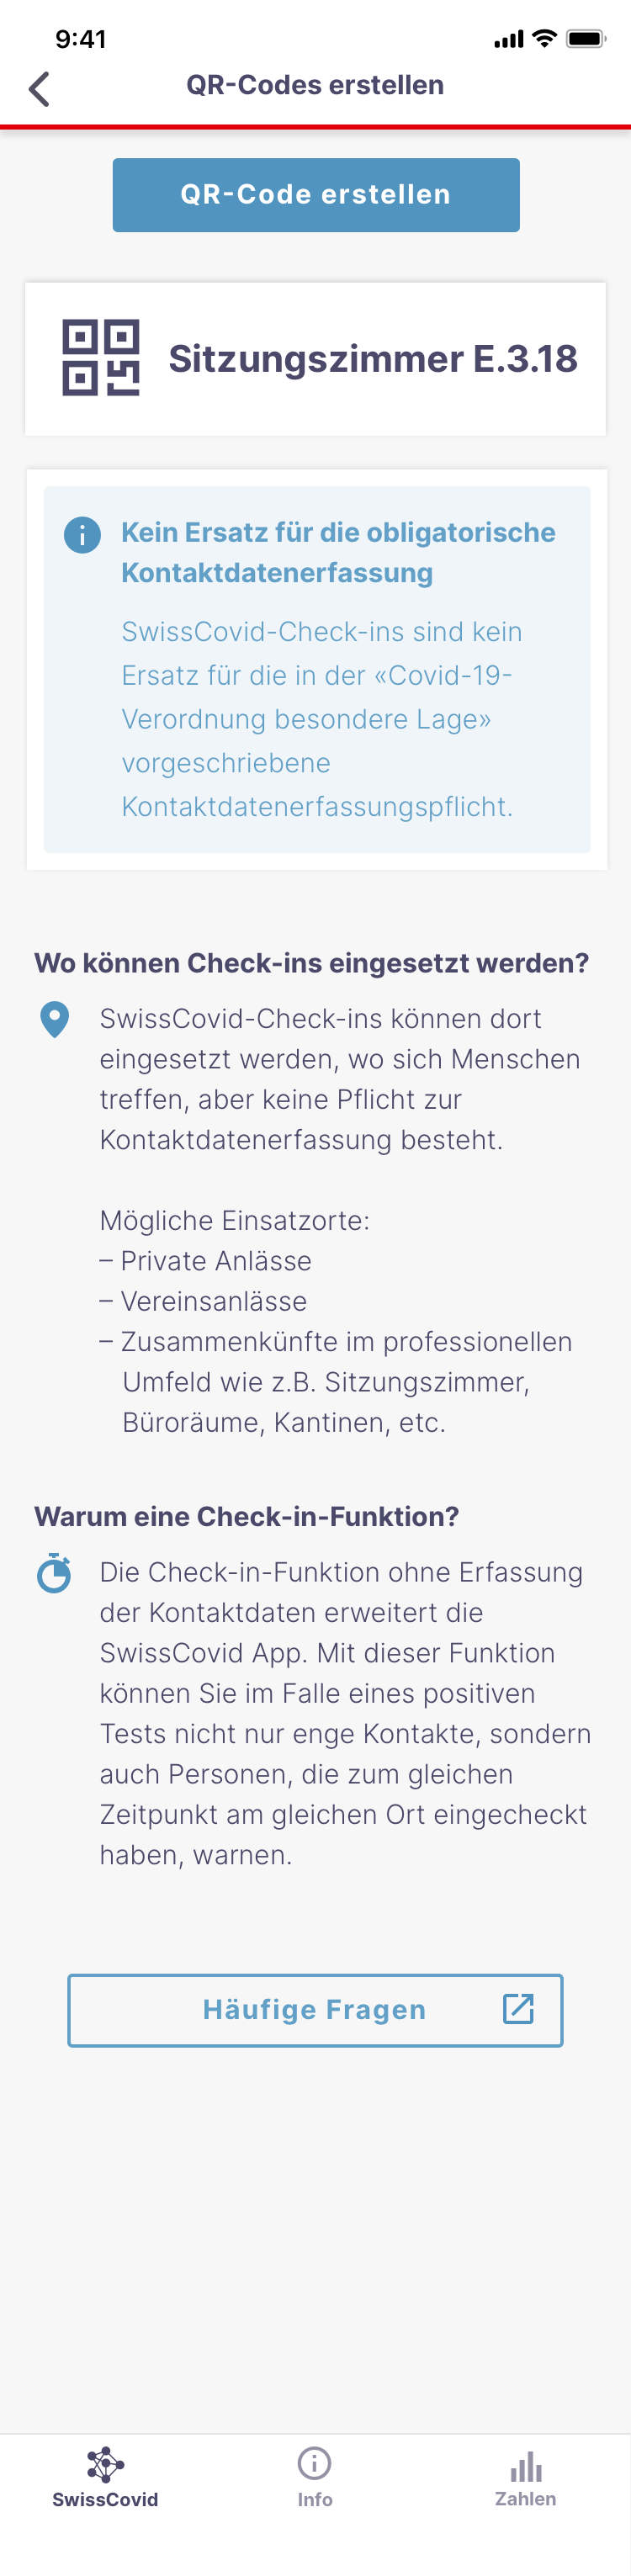 9:41
QR-Codes erstellen
QR-Code erstellen
Sitzungszimmer E.3.18
Kein Ersatz für die obligatorische
Kontaktdatenerfassung
SwissCovid-Check-ins sind kein
Ersatz für die in der «Covid-19-
Verordnung besondere Lage»
vorgeschriebene
Kontaktdatenerfassungspflicht.
Wo können Check-ins eingesetzt werden?
SwissCovid-Check-ins können dort
eingesetzt werden, wo sich Menschen
treffen, aber keine Pflicht zur
Kontaktdatenerfassung besteht.
Mögliche Einsatzorte:
– Private Anlässe
– Vereinsanlässe
– Zusammenkünfte im professionellen
Umfeld wie z.B. Sitzungszimmer,
Büroräume, Kantinen, etc.
Warum eine Check-in-Funktion?
Die Check-in-Funktion ohne Erfassung
der Kontaktdaten erweitert die
SwissCovid App. Mit dieser Funktion
können Sie im Falle eines positiven
Tests nicht nur enge Kontakte, sondern
auch Personen, die zum gleichen
Zeitpunkt am gleichen Ort eingecheckt
haben, warnen.
Häufige Fragen
SwissCovid
Info
Zahlen